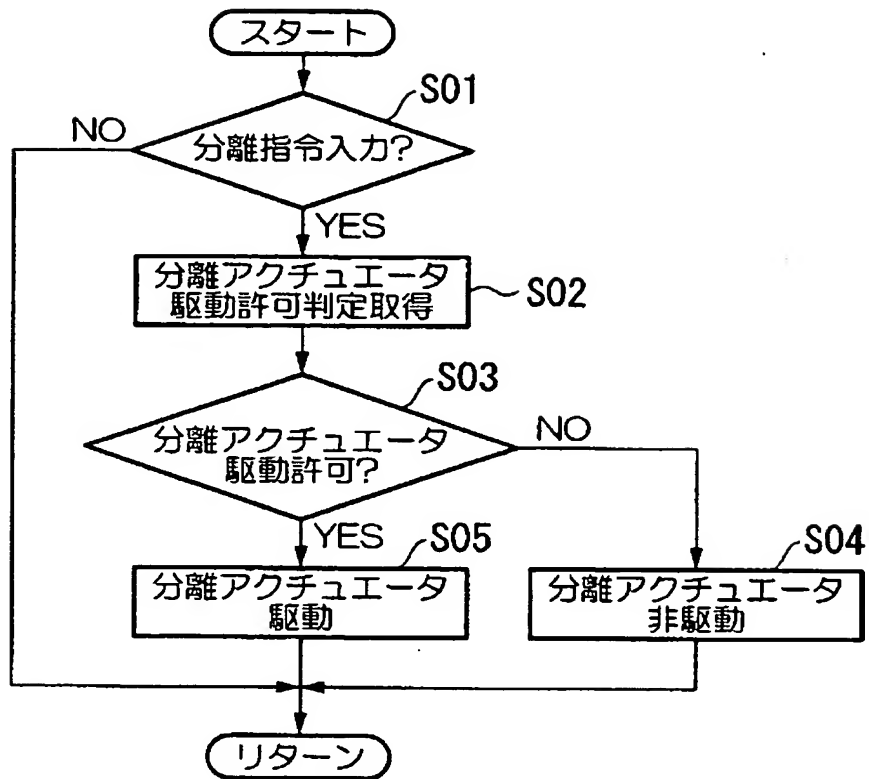 スタート
S01
NO
分離指令入力?
YES
分離アクチュエータ
駆動許可判定取得
S02
S03
分離アクチュエータ
駆動許可?
NO
YES
S05
S04
分離アクチュエータ
駆動
分離アクチュエータ
非駆動
リターン